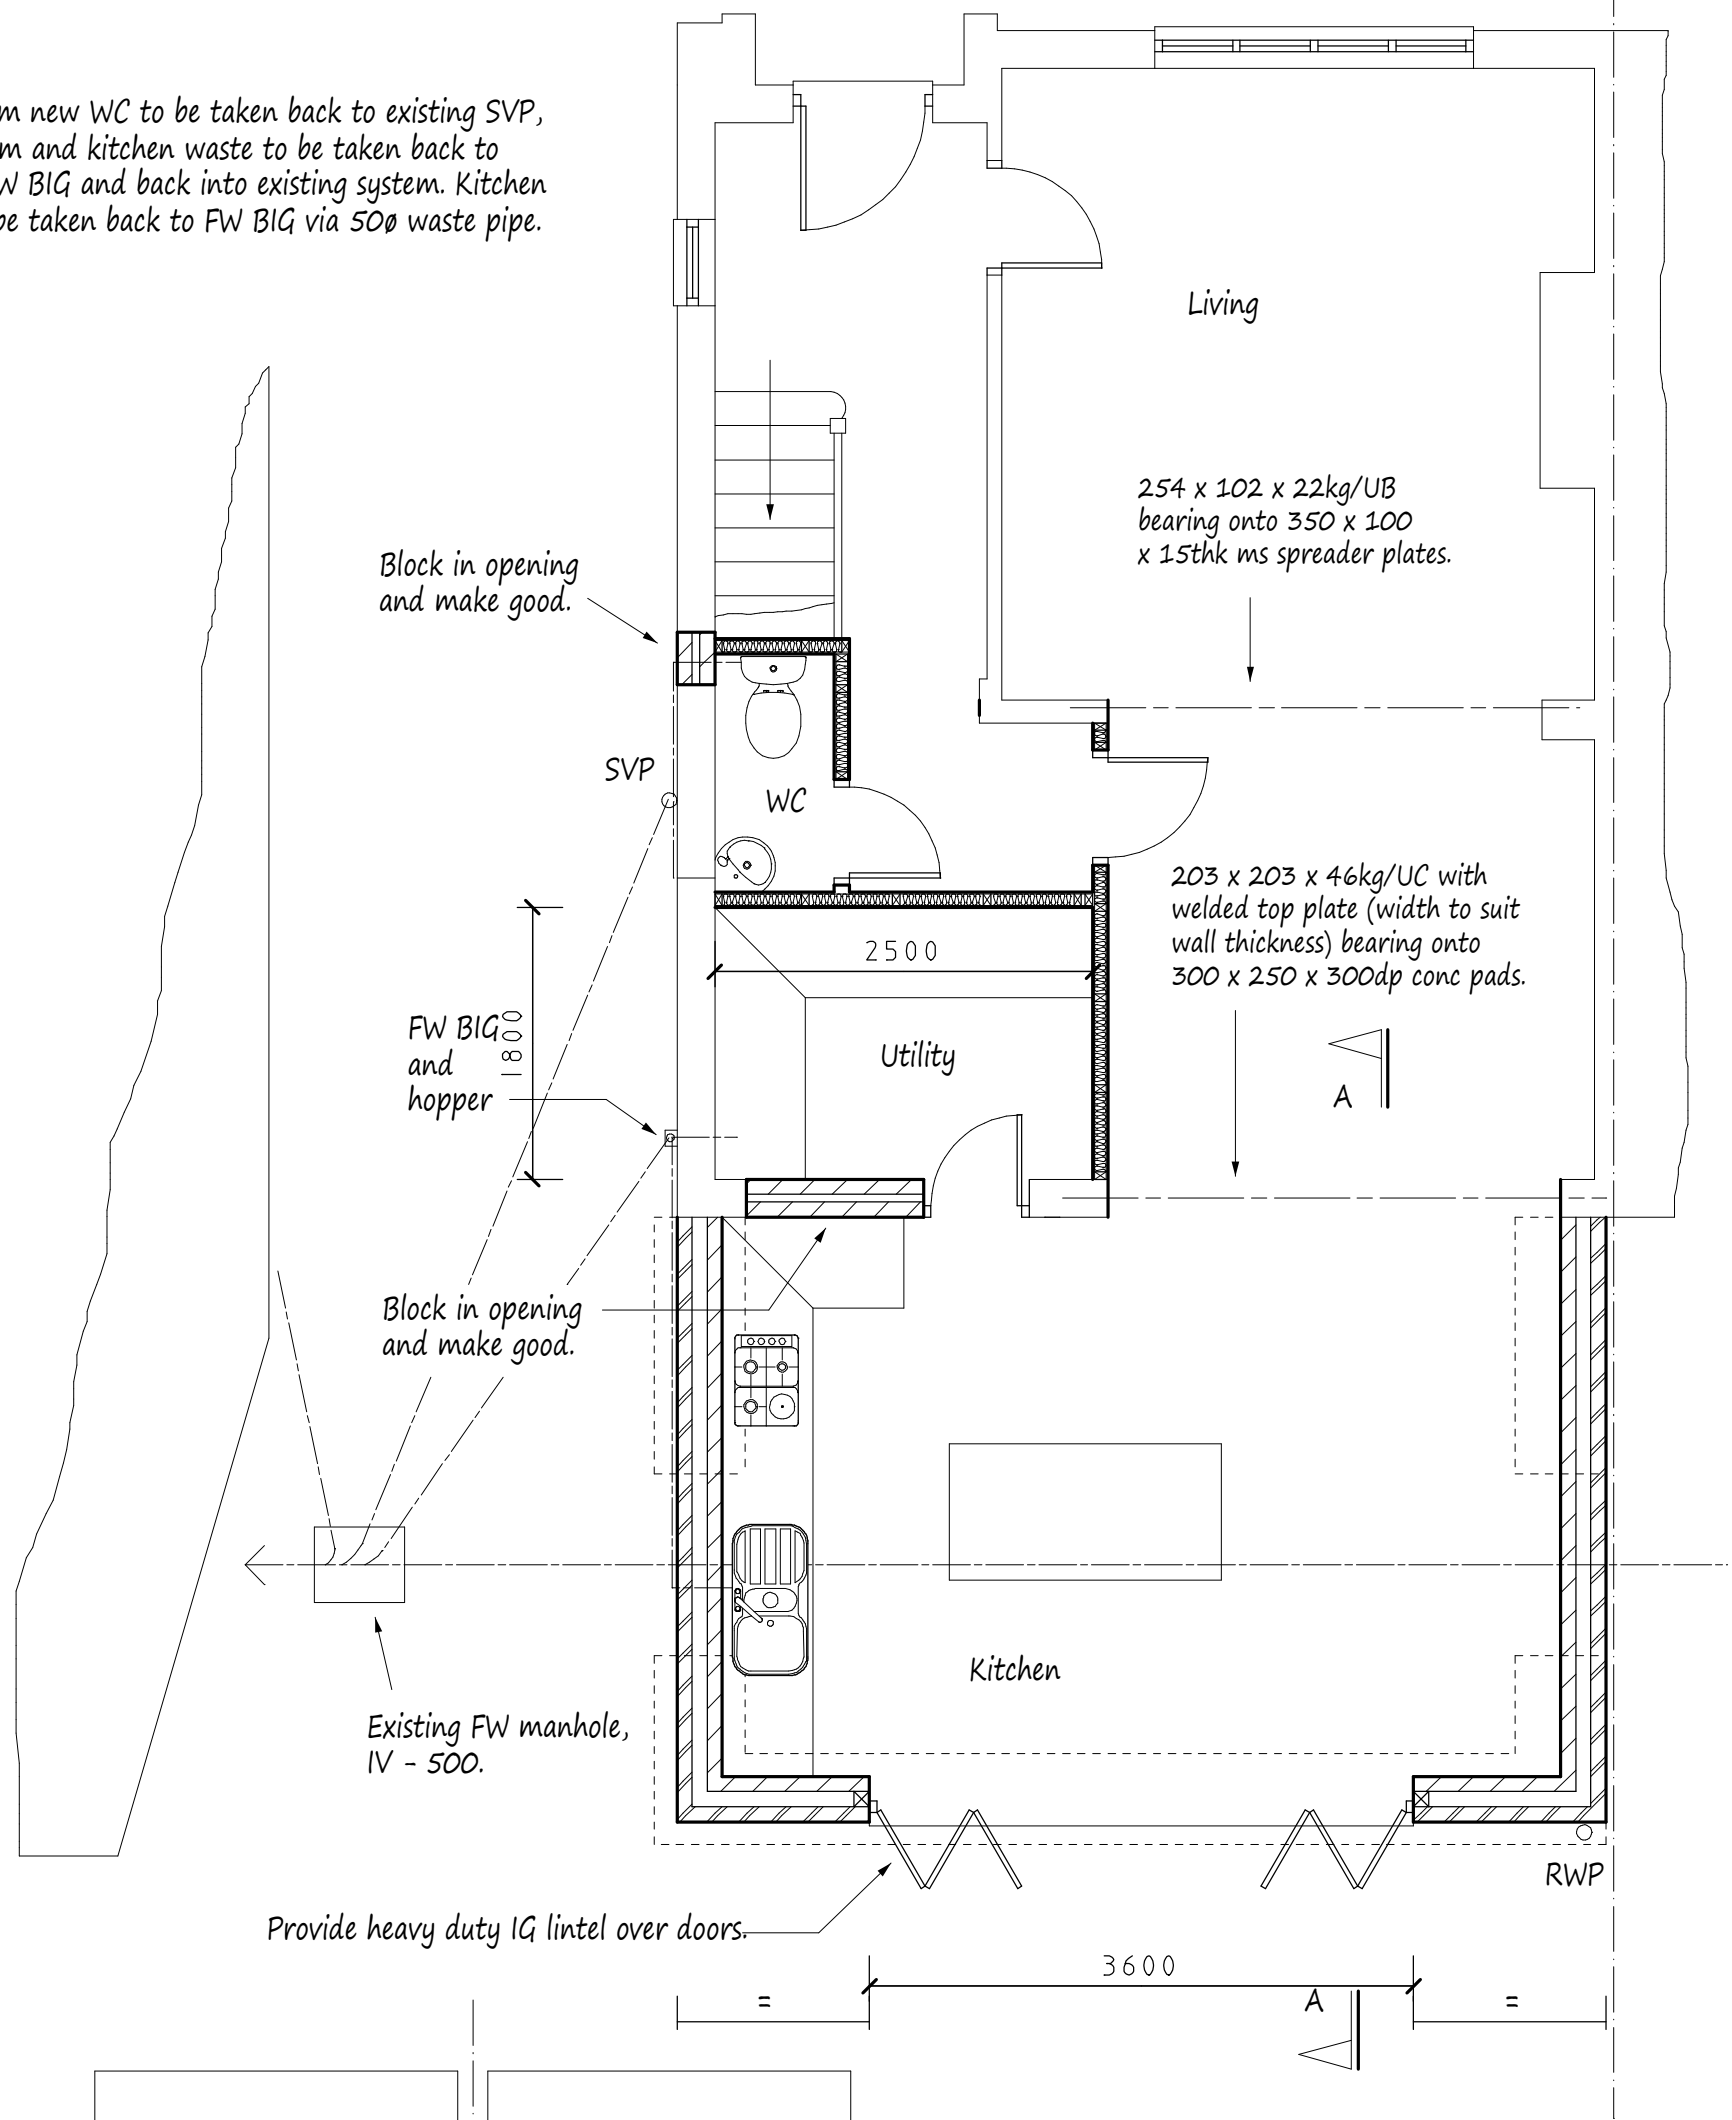 m new WC to be taken back to existing SVP,
m and kitchen waste to be taken back to
W BIG and back into existing system. Kitchen
be taken back to FW BIG via 50ø waste pipe.
Living
254 x 102 x 22kg/UB
bearing onto 350 x 100
x 15thk ms spreader plates.
Block in opening
and make good.
SVP
WC
203 x 203 x 46kg/UC with
welded top plate (width to suit
wall thickness) bearing onto
300 x 250 x 300dp conc pads.
2500
FW BIG
and
hopper
1800
Utility
A
Block in opening
and make good.
Kitchen
Existing FW manhole,
IV - 500.
RWP
Provide heavy duty IG lintel over doors.
3600
=
A
=